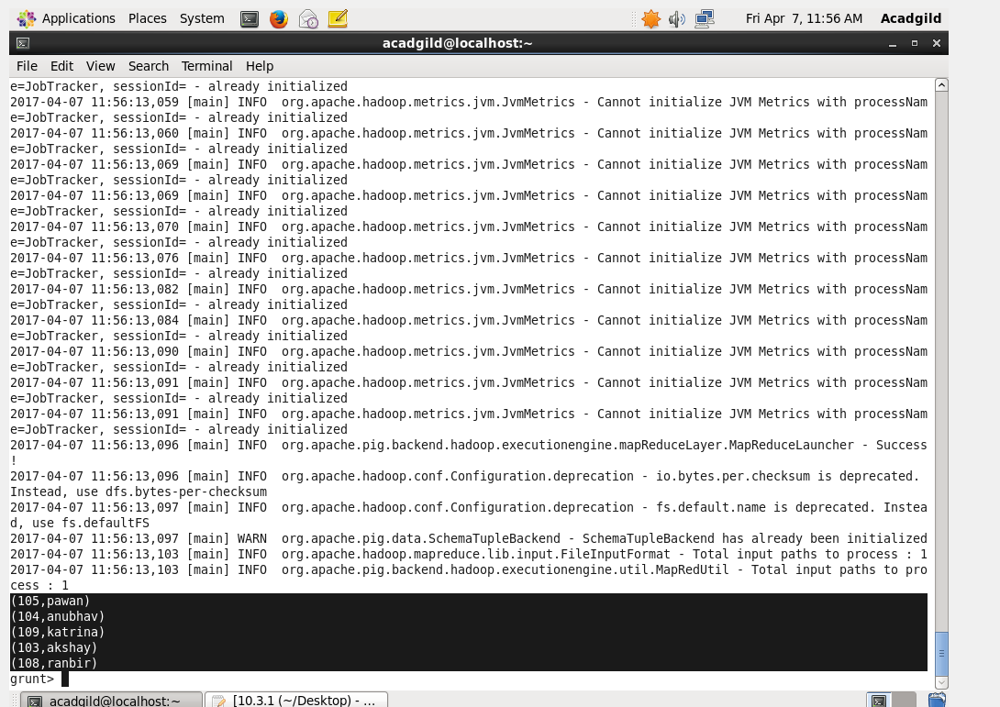 Applications Places System Fri Apr 7, 11:56 AM Acadgild
acadgild@localhost:~
File Edit View Search Terminal Help
e=JobTracker, sessionId= - already initialized
2017-04-07 11:56:13,059 [main] INFO  org.apache.hadoop.metrics.jvm.JvmMetrics - Cannot initialize JVM Metrics with processNam
e=JobTracker, sessionId= - already initialized
2017-04-07 11:56:13,060 [main] INFO  org.apache.hadoop.metrics.jvm.JvmMetrics - Cannot initialize JVM Metrics with processNam
e=JobTracker, sessionId= - already initialized
2017-04-07 11:56:13,069 [main] INFO  org.apache.hadoop.metrics.jvm.JvmMetrics - Cannot initialize JVM Metrics with processNam
e=JobTracker, sessionId= - already initialized
2017-04-07 11:56:13,069 [main] INFO  org.apache.hadoop.metrics.jvm.JvmMetrics - Cannot initialize JVM Metrics with processNam
e=JobTracker, sessionId= - already initialized
2017-04-07 11:56:13,070 [main] INFO  org.apache.hadoop.metrics.jvm.JvmMetrics - Cannot initialize JVM Metrics with processNam
e=JobTracker, sessionId= - already initialized
2017-04-07 11:56:13,076 [main] INFO  org.apache.hadoop.metrics.jvm.JvmMetrics - Cannot initialize JVM Metrics with processNam
e=JobTracker, sessionId= - already initialized
2017-04-07 11:56:13,082 [main] INFO  org.apache.hadoop.metrics.jvm.JvmMetrics - Cannot initialize JVM Metrics with processNam
e=JobTracker, sessionId= - already initialized
2017-04-07 11:56:13,084 [main] INFO  org.apache.hadoop.metrics.jvm.JvmMetrics - Cannot initialize JVM Metrics with processNam
e=JobTracker, sessionId= - already initialized
2017-04-07 11:56:13,090 [main] INFO  org.apache.hadoop.metrics.jvm.JvmMetrics - Cannot initialize JVM Metrics with processNam
e=JobTracker, sessionId= - already initialized
2017-04-07 11:56:13,091 [main] INFO  org.apache.hadoop.metrics.jvm.JvmMetrics - Cannot initialize JVM Metrics with processNam
e=JobTracker, sessionId= - already initialized
2017-04-07 11:56:13,091 [main] INFO  org.apache.hadoop.metrics.jvm.JvmMetrics - Cannot initialize JVM Metrics with processNam
e=JobTracker, sessionId= - already initialized
2017-04-07 11:56:13,096 [main] INFO  org.apache.pig.backend.hadoop.executionengine.mapReduceLayer.MapReduceLauncher - Success
!
2017-04-07 11:56:13,096 [main] INFO  org.apache.hadoop.conf.Configuration.deprecation - io.bytes.per.checksum is deprecated.
Instead, use dfs.bytes-per-checksum
2017-04-07 11:56:13,097 [main] INFO  org.apache.hadoop.conf.Configuration.deprecation - fs.default.name is deprecated. Instea
d, use fs.defaultFS
2017-04-07 11:56:13,097 [main] WARN  org.apache.pig.data.SchemaTupleBackend - SchemaTupleBackend has already been initialized
2017-04-07 11:56:13,103 [main] INFO  org.apache.hadoop.mapreduce.lib.input.FileInputFormat - Total input paths to process : 1
2017-04-07 11:56:13,103 [main] INFO  org.apache.pig.backend.hadoop.executionengine.util.MapRedUtil - Total input paths to pro
cess : 1
(105,pawan)
(104,anubhav)
(109,katrina)
(103,akshay)
(108,ranbir)
grunt>
acadgild@localhost:~ [10.3.1 (~/Desktop) - ...